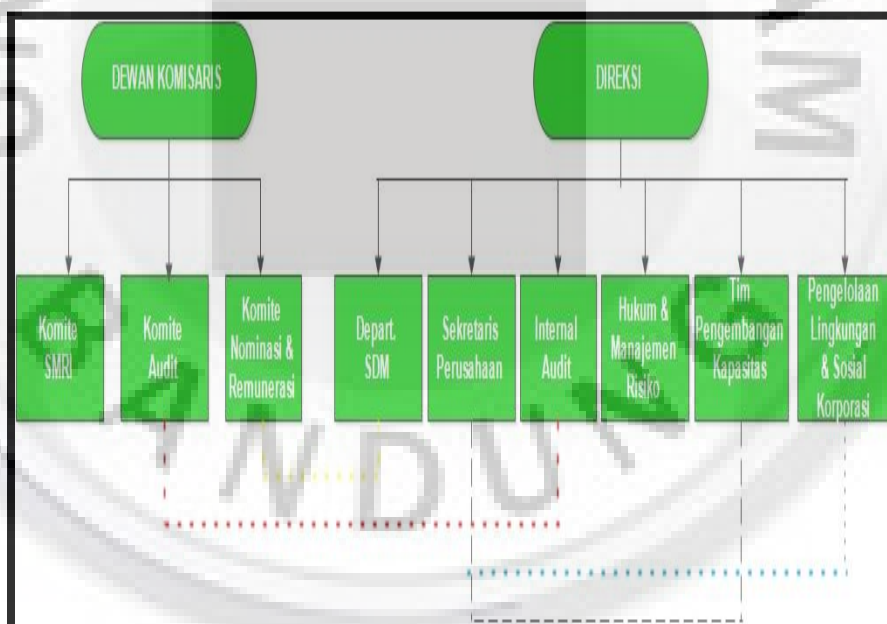 DEWAN KOMISARIS
DIREKSI
Komite
SMRI
Komite
Audit
Komite
Nominasi &
Remunerasi
Depart.
SDM
Sekretaris
Perusahaan
Internal
Audit
Hukum &
Manajemen
Risiko
Tim
Pengembangan
Kapasitas
Pengelolaan
Lingkungan
& Sosial
Korporasi
BANDUNG